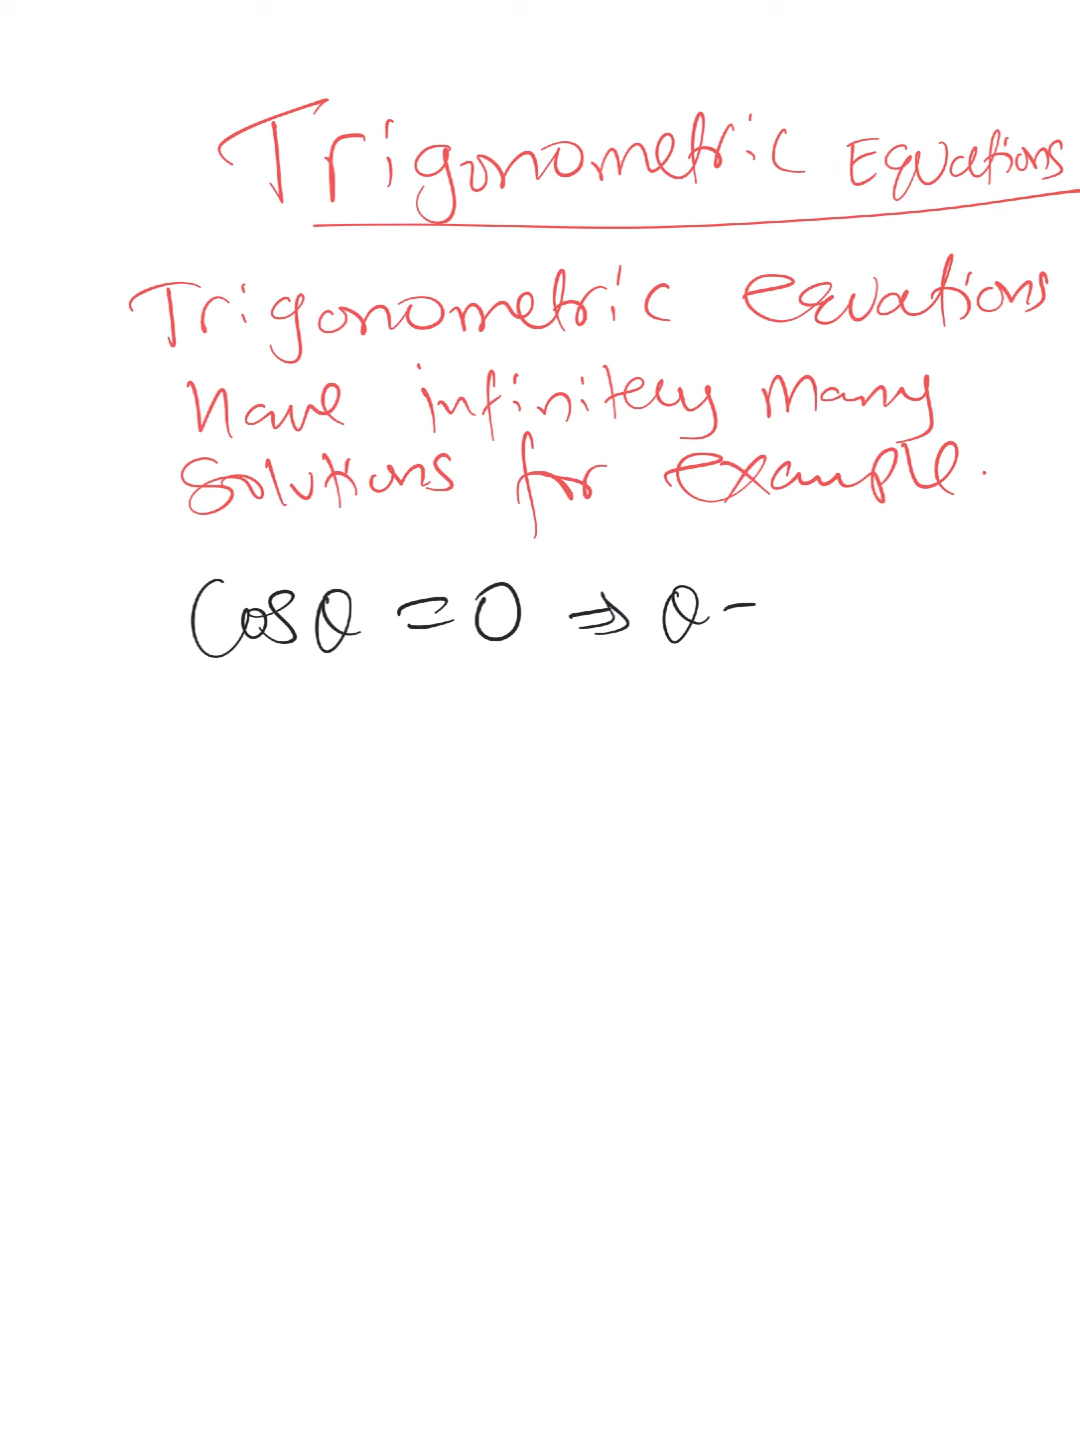 Trigonometric Equations
Trigonometric equations
have infinitely many
solutions for example.
Cosθ = 0 ⇒ θ -